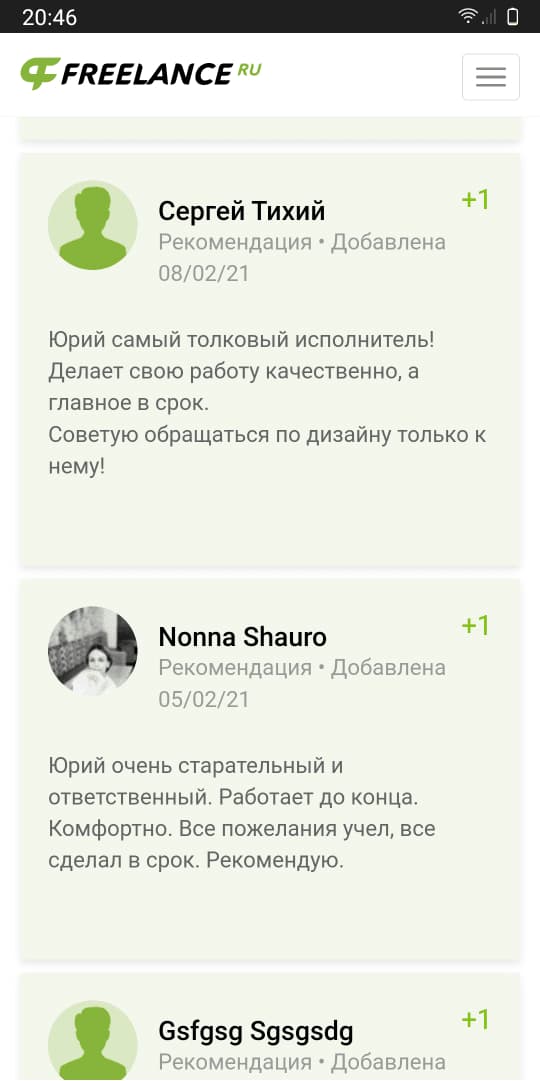 20:46
FREELANCE RU
Сергей Тихий
+1
Рекомендация • Добавлена
08/02/21
Юрий самый толковый исполнитель!
Делает свою работу качественно, а
главное в срок.
Советую обращаться по дизайну только к
нему!
Nonna Shauro
+1
Рекомендация • Добавлена
05/02/21
Юрий очень старательный и
ответственный. Работает до конца.
Комфортно. Все пожелания учел, все
сделал в срок. Рекомендую.
Gsfgsg Sgsgsdg
+1
Рекомендация • Добавлена